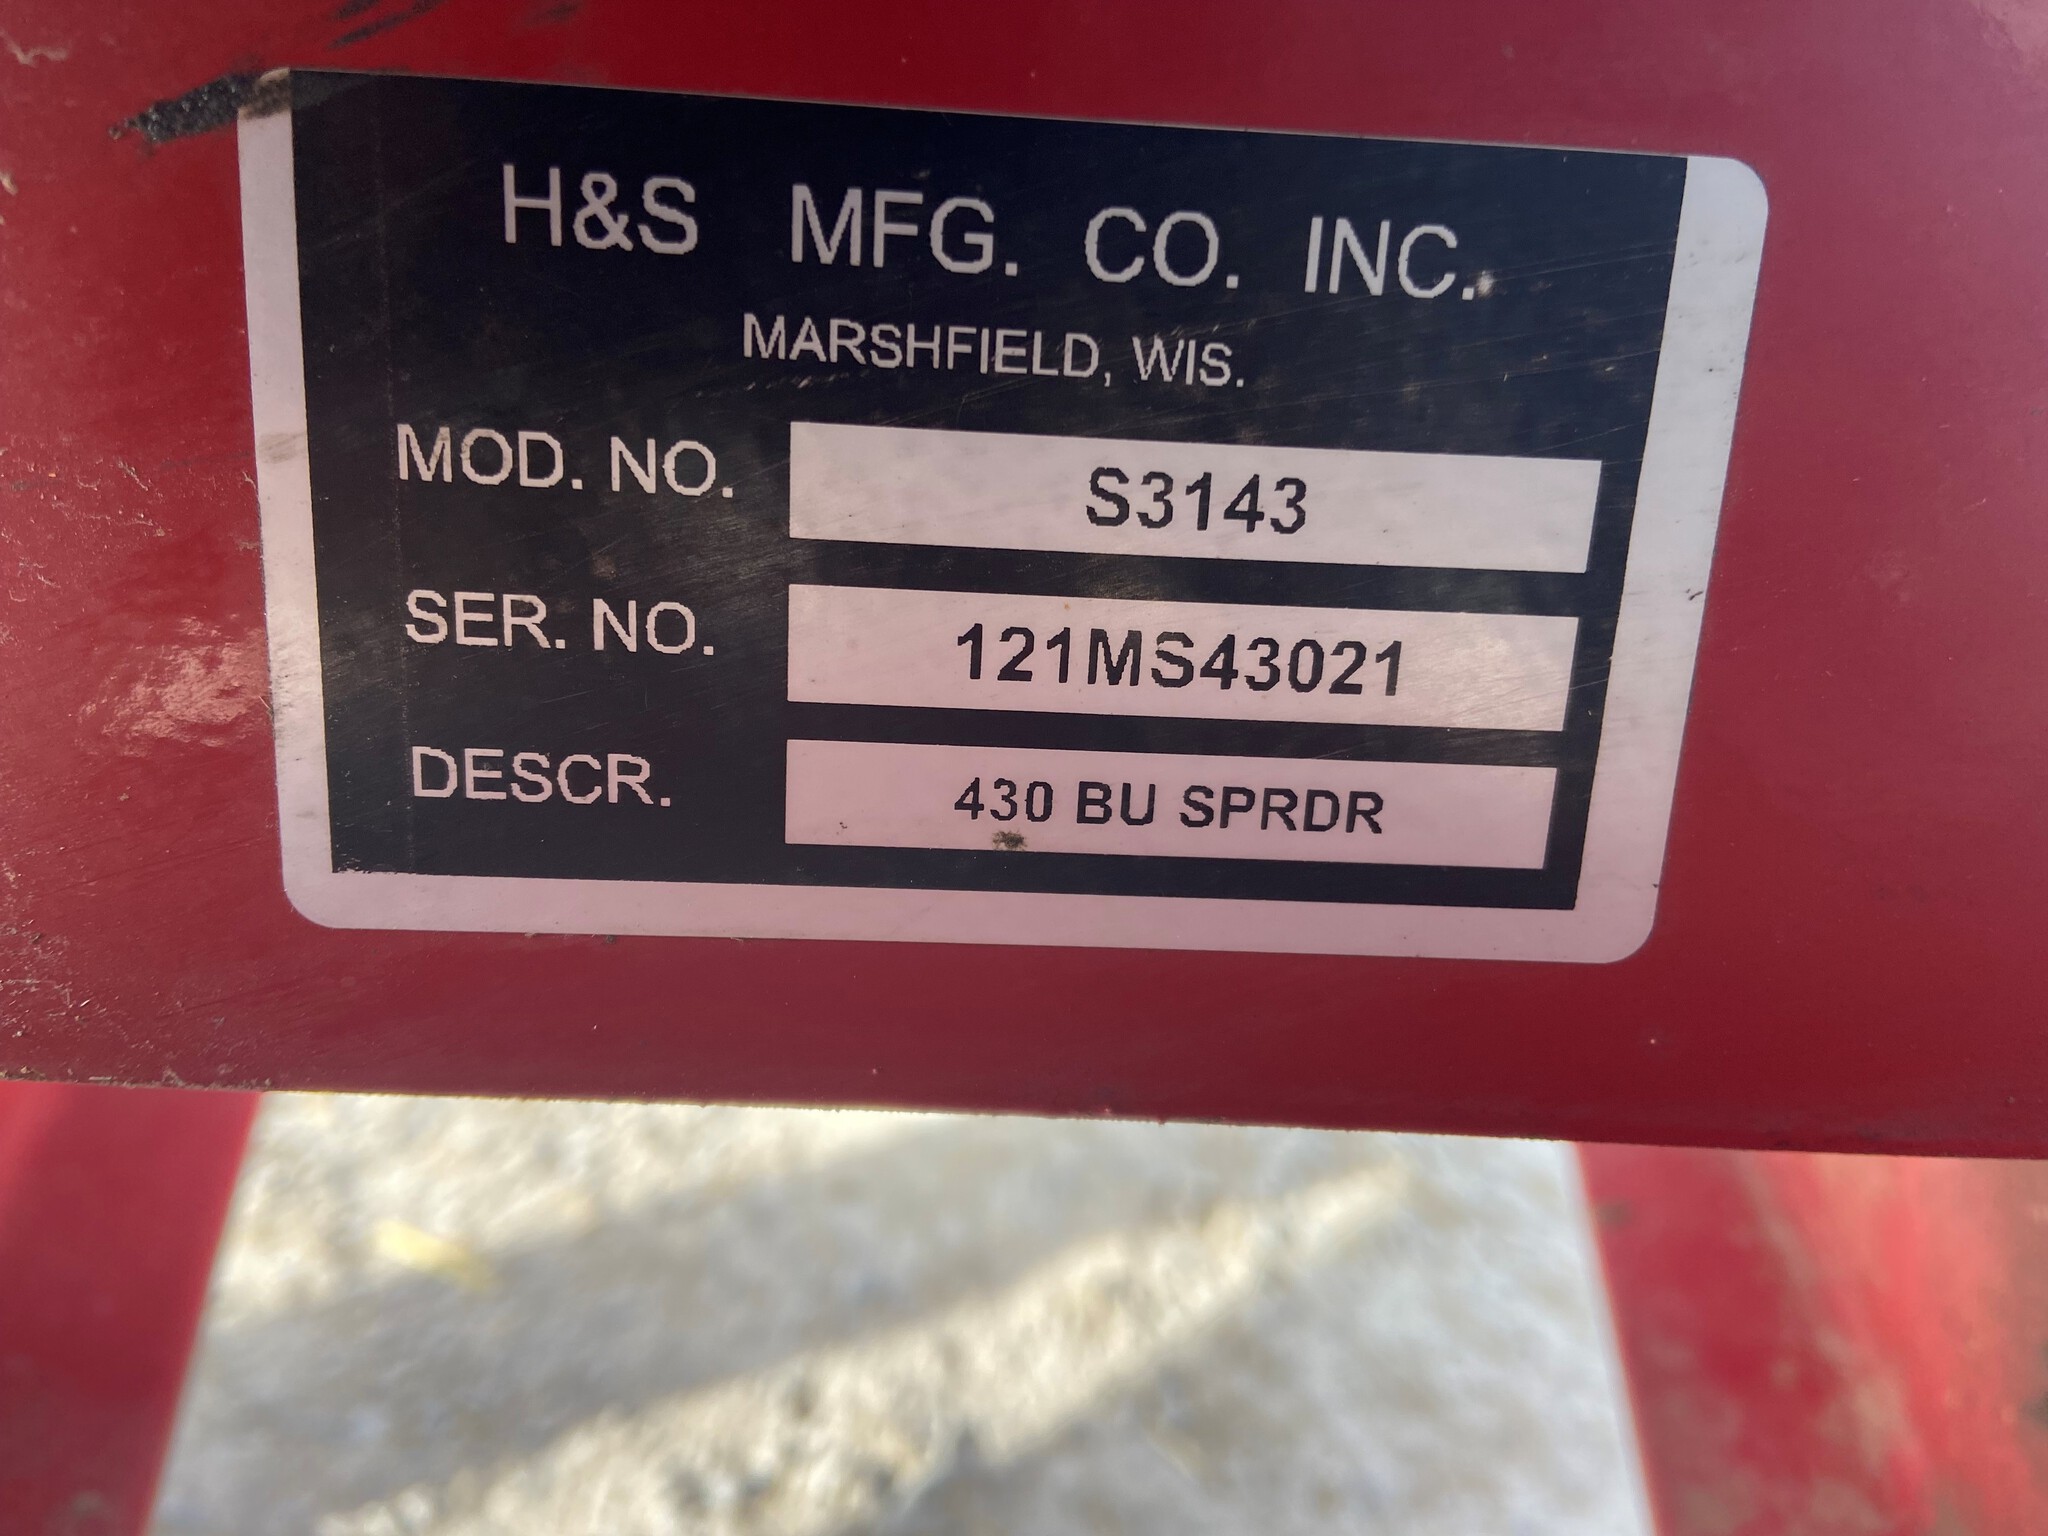 H&S MFG. CO. INC.
MARSHFIELD, WIS.
MOD. NO. S3143
SER. NO. 121MS43021
DESCR. 430 BU SPRDR